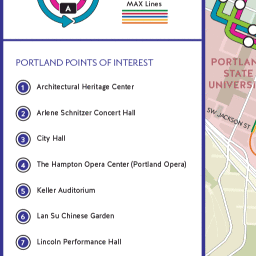 A
MAX Lines
PORTLAND POINTS OF INTEREST
1 Architectural Heritage Center
2 Arlene Schnitzer Concert Hall
3 City Hall
4 The Hampton Opera Center (Portland Opera)
5 Keller Auditorium
6 Lan Su Chinese Garden
7 Lincoln Performance Hall
PORTLAN
STATE
UNIVERSI
SW JACKSON ST